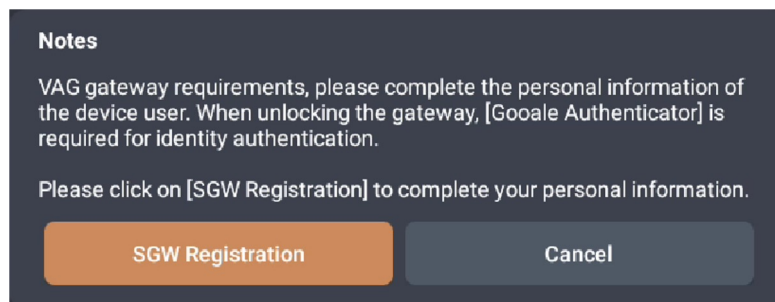 Notes
VAG gateway requirements, please complete the personal information of
the device user. When unlocking the gateway, [Gooale Authenticator] is
required for identity authentication.
Please click on [SGW Registration] to complete your personal information.
SGW Registration
Cancel